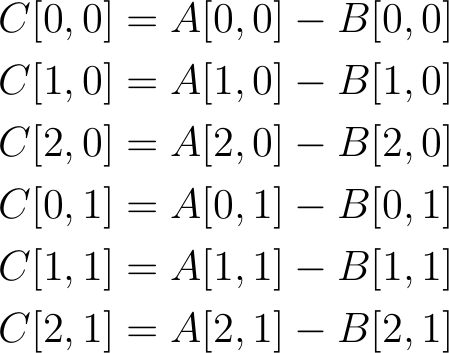 C[0,0] = A[0,0] − B[0,0]
C[1,0] = A[1,0] − B[1,0]
C[2,0] = A[2,0] − B[2,0]
C[0,1] = A[0,1] − B[0,1]
C[1,1] = A[1,1] − B[1,1]
C[2,1] = A[2,1] − B[2,1]